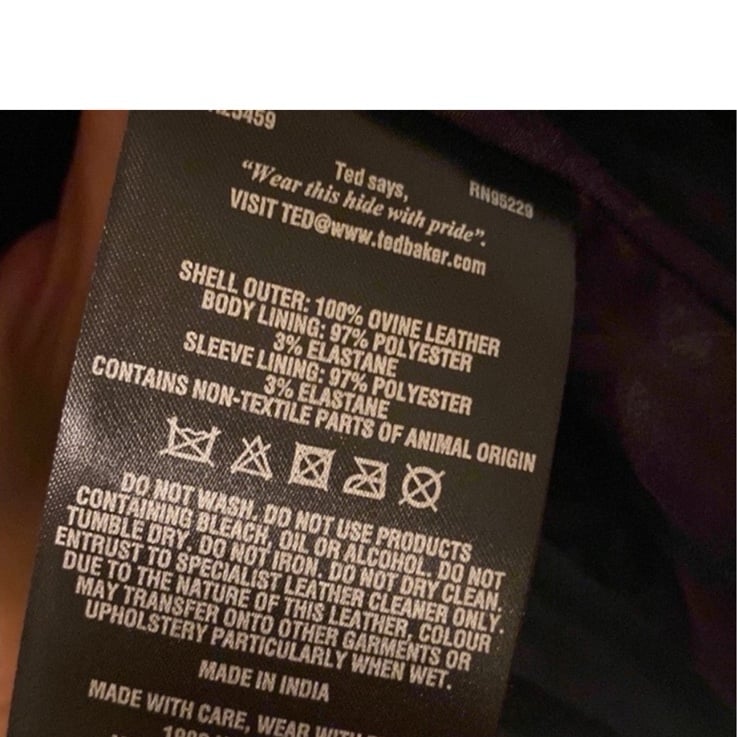 Ted says,
RN95229
"Wear this hide with pride".
VISIT TED@www.tedbaker.com
SHELL OUTER: 100% OVINE LEATHER
BODY LINING: 97% POLYESTER
3% ELASTANE
SLEEVE LINING: 97% POLYESTER
3% ELASTANE
CONTAINS NON-TEXTILE PARTS OF ANIMAL ORIGIN
DO NOT WASH, DO NOT USE PRODUCTS
CONTAINING BLEACH, OIL OR ALCOHOL. DO NOT
TUMBLE DRY. DO NOT IRON. DO NOT DRY CLEAN.
ENTRUST TO SPECIALIST LEATHER CLEANER ONLY.
DUE TO THE NATURE OF THIS LEATHER, COLOUR
MAY TRANSFER ONTO OTHER GARMENTS OR
UPHOLSTERY PARTICULARLY WHEN WET.
MADE IN INDIA
MADE WITH CARE, WEAR